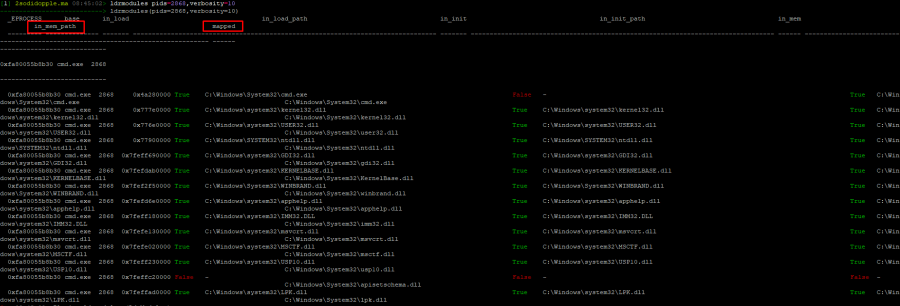 [1] 2sodidopple.ma 08:45:02> ldrmodules pids=2868,verbosity=10
----------------------------> ldrmodules(pids=2868,verbosity=10)
_EPROCESS base in_load in_load_path in_init in_init_path in_mem
in_mem_path mapped
0xfa80055b8b30 cmd.exe 2868
0xfa80055b8b30 cmd.exe 2868 0x4a280000 True C:\Windows\System32\cmd.exe False - True C:\Win
dows\System32\cmd.exe C:\Windows\System32\cmd.exe
0xfa80055b8b30 cmd.exe 2868 0x777e0000 True C:\Windows\system32\kernel32.dll True C:\Windows\system32\kernel32.dll True C:\Win
dows\system32\kernel32.dll C:\Windows\System32\kernel32.dll
0xfa80055b8b30 cmd.exe 2868 0x776e0000 True C:\Windows\system32\USER32.dll True C:\Windows\system32\USER32.dll True C:\Win
dows\system32\USER32.dll C:\Windows\System32\user32.dll
0xfa80055b8b30 cmd.exe 2868 0x77900000 True C:\Windows\SYSTEM32\ntdll.dll True C:\Windows\SYSTEM32\ntdll.dll True C:\Win
dows\SYSTEM32\ntdll.dll C:\Windows\System32\ntdll.dll
0xfa80055b8b30 cmd.exe 2868 0x7feff690000 True C:\Windows\system32\GDI32.dll True C:\Windows\system32\GDI32.dll True C:\Win
dows\system32\GDI32.dll C:\Windows\System32\gdi32.dll
0xfa80055b8b30 cmd.exe 2868 0x7fefdab0000 True C:\Windows\system32\KERNELBASE.dll True C:\Windows\system32\KERNELBASE.dll True C:\Win
dows\system32\KERNELBASE.dll C:\Windows\System32\KernelBase.dll
0xfa80055b8b30 cmd.exe 2868 0x7fef2f50000 True C:\Windows\System32\WINBRAND.dll True C:\Windows\System32\WINBRAND.dll True C:\Win
dows\System32\WINBRAND.dll C:\Windows\System32\winbrand.dll
0xfa80055b8b30 cmd.exe 2868 0x7fefd6e0000 True C:\Windows\system32\apphelp.dll True C:\Windows\system32\apphelp.dll True C:\Win
dows\system32\apphelp.dll C:\Windows\System32\apphelp.dll
0xfa80055b8b30 cmd.exe 2868 0x7feff180000 True C:\Windows\system32\IMM32.DLL True C:\Windows\system32\IMM32.DLL True C:\Win
dows\system32\IMM32.DLL C:\Windows\System32\imm32.dll
0xfa80055b8b30 cmd.exe 2868 0x7fefe130000 True C:\Windows\system32\msvcrt.dll True C:\Windows\system32\msvcrt.dll True C:\Win
dows\system32\msvcrt.dll C:\Windows\System32\msvcrt.dll
0xfa80055b8b30 cmd.exe 2868 0x7fefe020000 True C:\Windows\system32\MSCTF.dll True C:\Windows\system32\MSCTF.dll True C:\Win
dows\system32\MSCTF.dll C:\Windows\System32\msctf.dll
0xfa80055b8b30 cmd.exe 2868 0x7feff230000 True C:\Windows\system32\USP10.dll True C:\Windows\system32\USP10.dll True C:\Win
dows\system32\USP10.dll C:\Windows\System32\usp10.dll
0xfa80055b8b30 cmd.exe 2868 0x7feffc20000 False - False - False -
C:\Windows\System32\apisetschema.dll
0xfa80055b8b30 cmd.exe 2868 0x7feffad0000 True C:\Windows\system32\LPK.dll True C:\Windows\system32\LPK.dll True C:\Win
dows\system32\LPK.dll C:\Windows\System32\lpk.dll